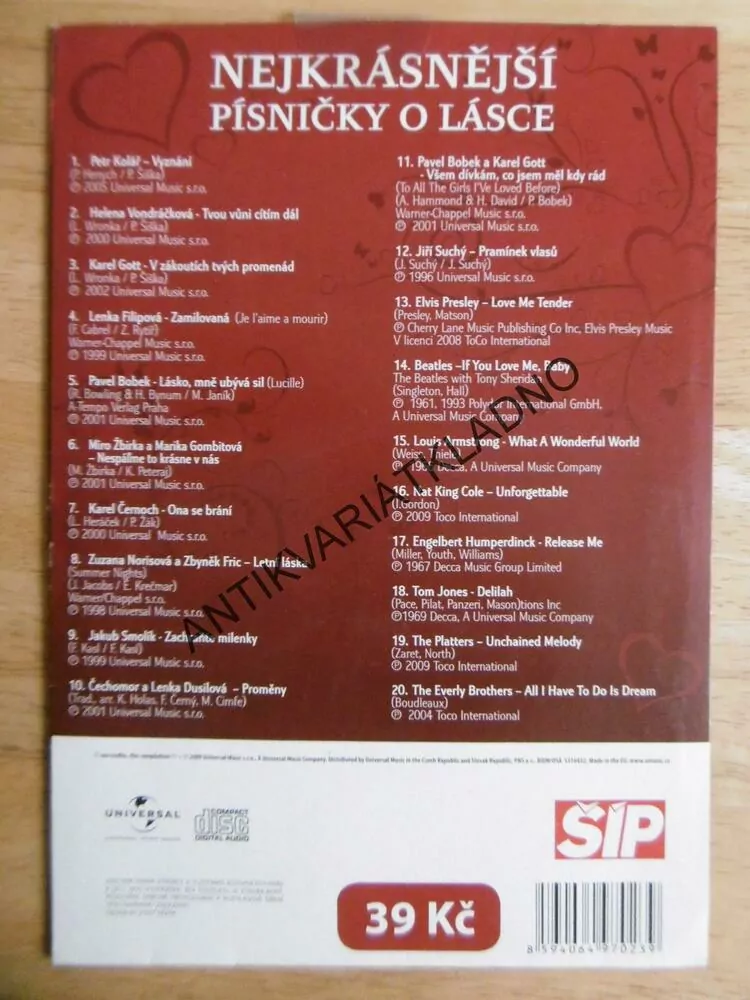 NEJKRÁSNĚJŠÍ
PÍSNIČKY O LÁSCE
1. Petr Kolář – Vyznání
(P. Henych / P. Šiška)
℗ 2005 Universal Music s.r.o.
2. Helena Vondráčková - Tvou vůni cítím dál
(L. Wronka / P. Šiška)
℗ 2000 Universal Music s.r.o.
3. Karel Gott - V zákoutích tvých promenád
(L. Wronka / P. Šiška)
℗ 2002 Universal Music s.r.o.
4. Lenka Filipová - Zamilovaná (Je l'aime a mourir)
(F. Cabrel / Z. Rytíř)
Warner-Chappel Music s.r.o.
℗ 1999 Universal Music s.r.o.
5. Pavel Bobek - Lásko, mně ubývá sil (Lucille)
(R. Bowling & H. Bynum / M. Janík)
A-Tempo Verlag Praha
℗ 2001 Universal Music s.r.o.
6. Miro Žbirka a Marika Gombitová
– Nespáľme to krásne v nás
(M. Žbirka / K. Peteraj)
℗ 2001 Universal Music s.r.o.
7. Karel Černoch - Ona se brání
(L. Heráček / P. Žák)
℗ 2000 Universal Music s.r.o.
8. Zuzana Norisová a Zbyněk Fric – Letní láska
(Summer Nights)
(J. Jacobs / E. Krečmar)
Warner/Chappel s.r.o.
℗ 1998 Universal Music s.r.o.
9. Jakub Smolík - Zachraňte milenky
(F. Kasl / F. Kasl)
℗ 1999 Universal Music s.r.o.
10. Čechomor a Lenka Dusilová – Proměny
(Trad., arr. K. Holas, F. Černý, M. Cimfe)
℗ 2001 Universal Music s.r.o.
11. Pavel Bobek a Karel Gott
- Všem dívkám, co jsem měl kdy rád
(To All The Girls I'Ve Loved Before)
(A. Hammond & H. David / P. Bobek)
Warner-Chappel Music s.r.o.
℗ 2001 Universal Music s.r.o.
12. Jiří Suchý – Pramínek vlasů
(J. Suchý / J. Suchý)
℗ 1996 Universal Music s.r.o.
13. Elvis Presley – Love Me Tender
(Presley, Matson)
℗ Cherry Lane Music Publishing Co Inc, Elvis Presley Music
V licenci 2008 ToCo International
14. Beatles –If You Love Me, Baby
The Beatles with Tony Sheridan
(Singleton, Hall)
℗ 1961, 1993 Polydor International GmbH,
A Universal Music Company
15. Louis Armstrong - What A Wonderful World
(Weiss, Thiele)
℗ Decca, A Universal Music Company
16. Nat King Cole – Unforgettable
(I.Gordon)
℗ 2009 Toco International
17. Engelbert Humperdinck - Release Me
(Miller, Youth, Williams)
℗ 1967 Decca Music Group Limited
18. Tom Jones - Delilah
(Pace, Pilat, Panzeri, Mason)tions Inc
℗1969 Decca, A Universal Music Company
19. The Platters – Unchained Melody
(Zaret, North)
℗ 2009 Toco International
20. The Everly Brothers – All I Have To Do Is Dream
(Boudleaux)
℗ 2004 Toco International
ANTIKVARIÁT KLADNO
UNIVERSAL
COMPACT
disc
DIGITAL AUDIO
ŠÍP
39 Kč
8 594064 970239